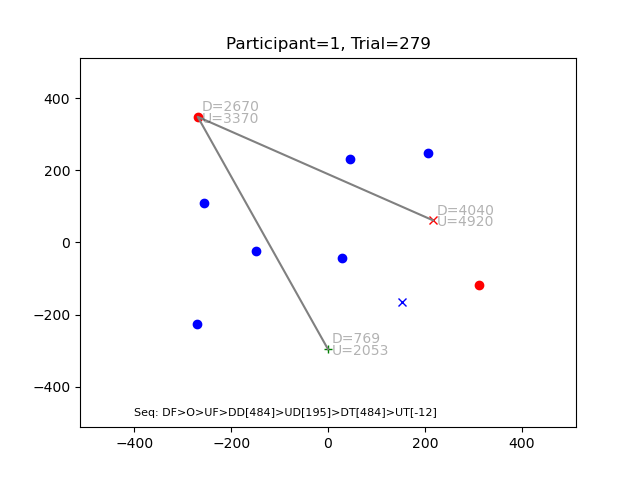 Participant=1, Trial=279
D=2670
U=3370
D=4040
U=4920
D=769
U=2053
Seq: DF>O>UF>DD[484]>UD[195]>DT[484]>UT[-12]
400
200
0
−200
−400
−400 −200 0 200 400